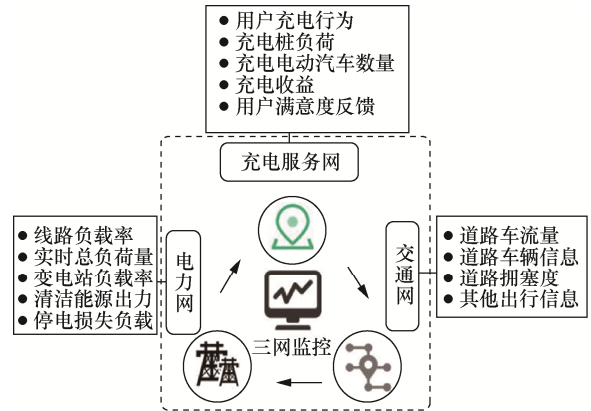 ● 用户充电行为
● 充电桩负荷
● 充电电动汽车数量
● 充电收益
● 用户满意度反馈
充电服务网
● 线路负载率
● 实时总负荷量
● 变电站负载率
● 清洁能源出力
● 停电损失负载
电力网
交通网
● 道路车流量
● 道路车辆信息
● 道路拥塞度
● 其他出行信息
三网监控